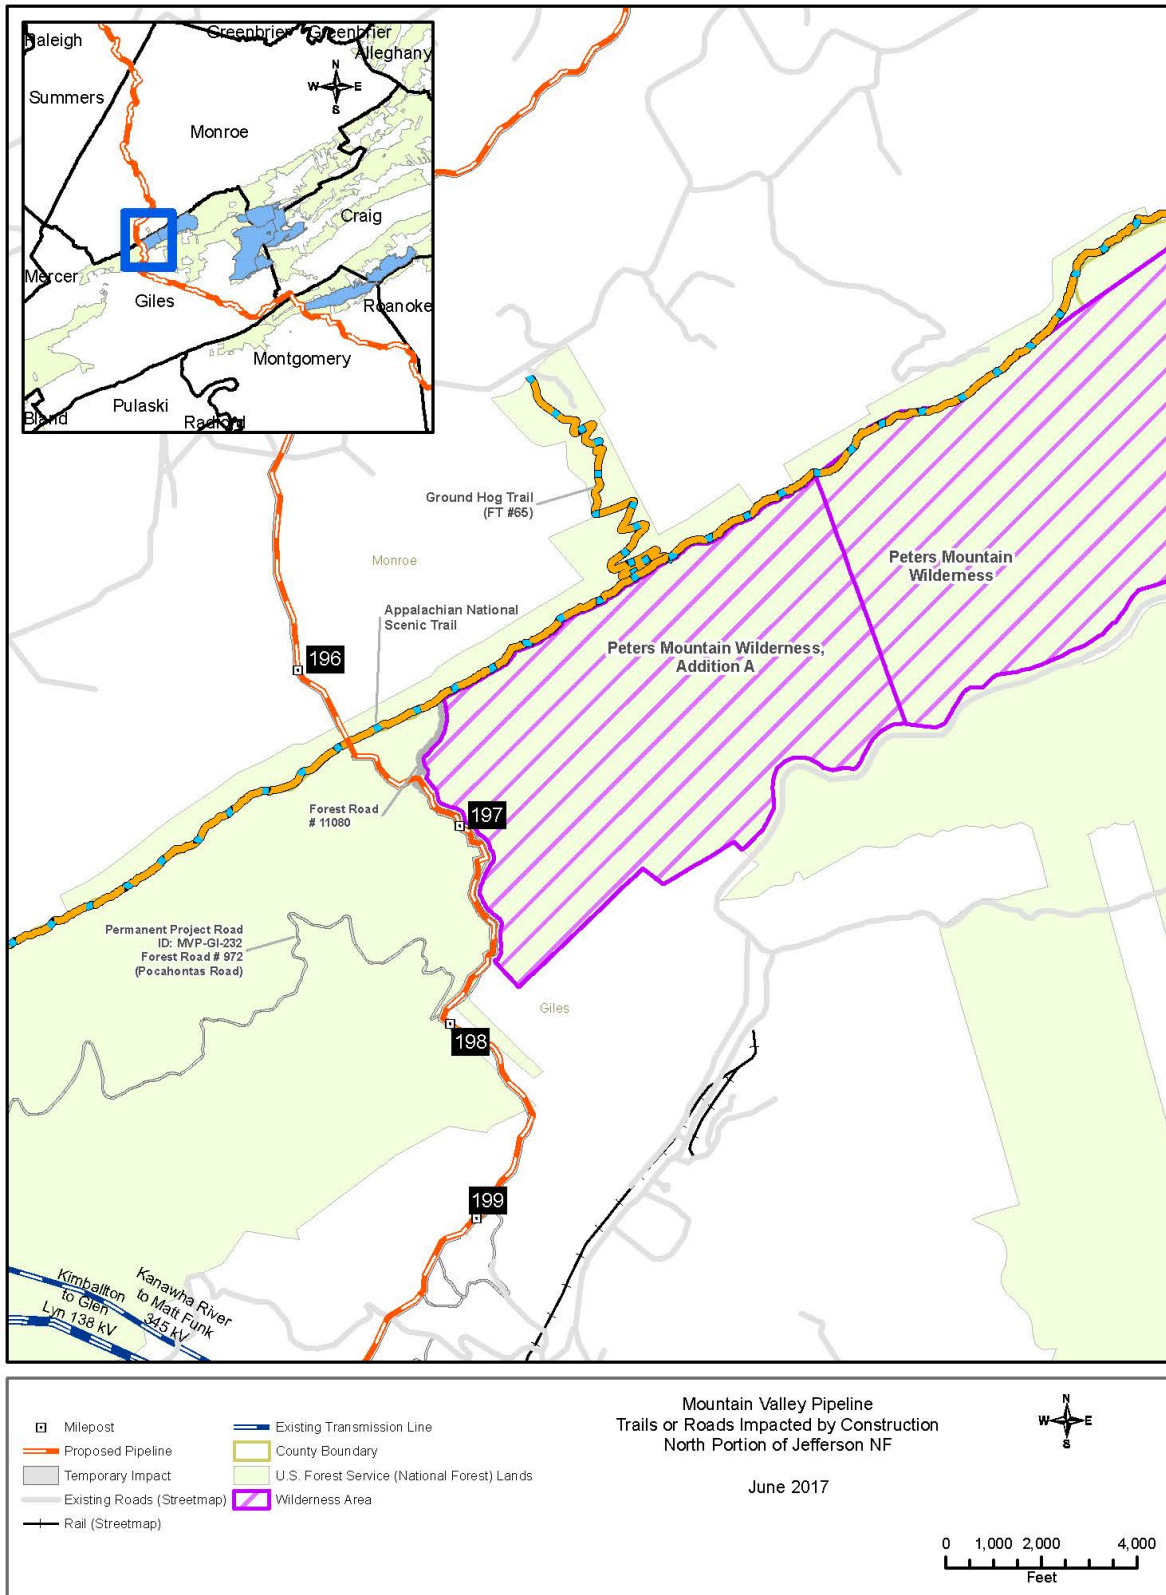 Raleigh
Greenbrier
Greenbrier
Alleghany
N
W E
S
Summers
Monroe
Craig
Mercer
Giles
Roanoke
Montgomery
Pulaski
Bland
Radford
Ground Hog Trail
(FT #65)
Monroe
Peters Mountain
Wilderness
Appalachian National
Scenic Trail
196
Peters Mountain Wilderness,
Addition A
Forest Road
# 11080
197
Permanent Project Road
ID: MVP-GI-232
Forest Road # 972
(Pocahontas Road)
Giles
198
199
Kimballton
to Glen
Lyn 138 kV
Kanawha River
to Matt Funk
345 kV
Milepost
Proposed Pipeline
Temporary Impact
Existing Roads (Streetmap)
Rail (Streetmap)
Existing Transmission Line
County Boundary
U.S. Forest Service (National Forest) Lands
Wilderness Area
Mountain Valley Pipeline
Trails or Roads Impacted by Construction
North Portion of Jefferson NF
June 2017
N
W E
S
0 1,000 2,000 4,000
Feet